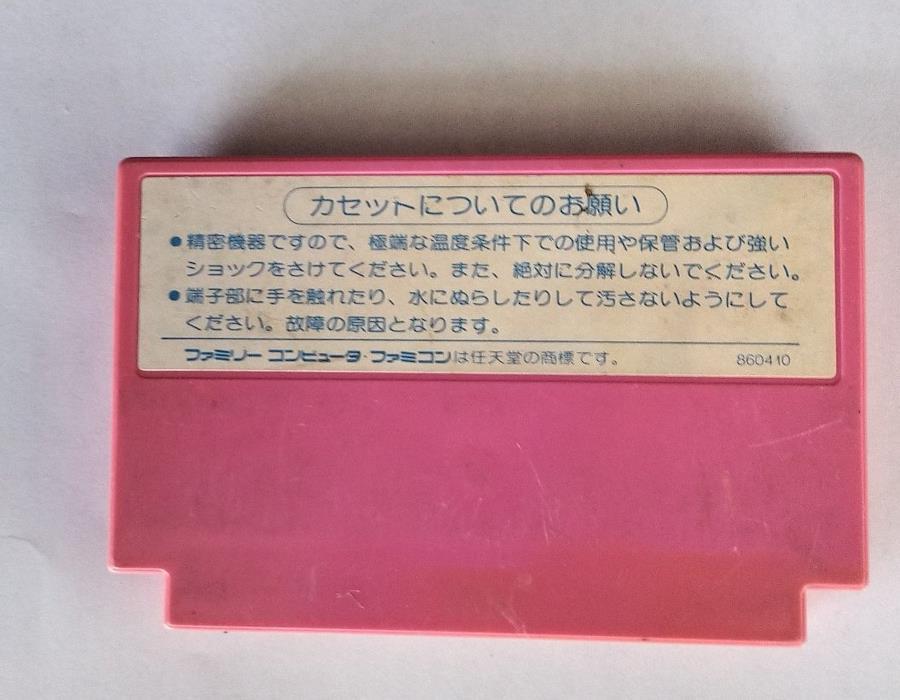 カセットについてのお願い
●精密機器ですので、極端な温度条件下での使用や保管および強い
ショックをさけてください。また、絶対に分解しないでください。
●端子部に手を触れたり、水にぬらしたりして汚さないようにして
ください。故障の原因となります。
ファミリー コンピュータ・ファミコンは任天堂の商標です。 860410